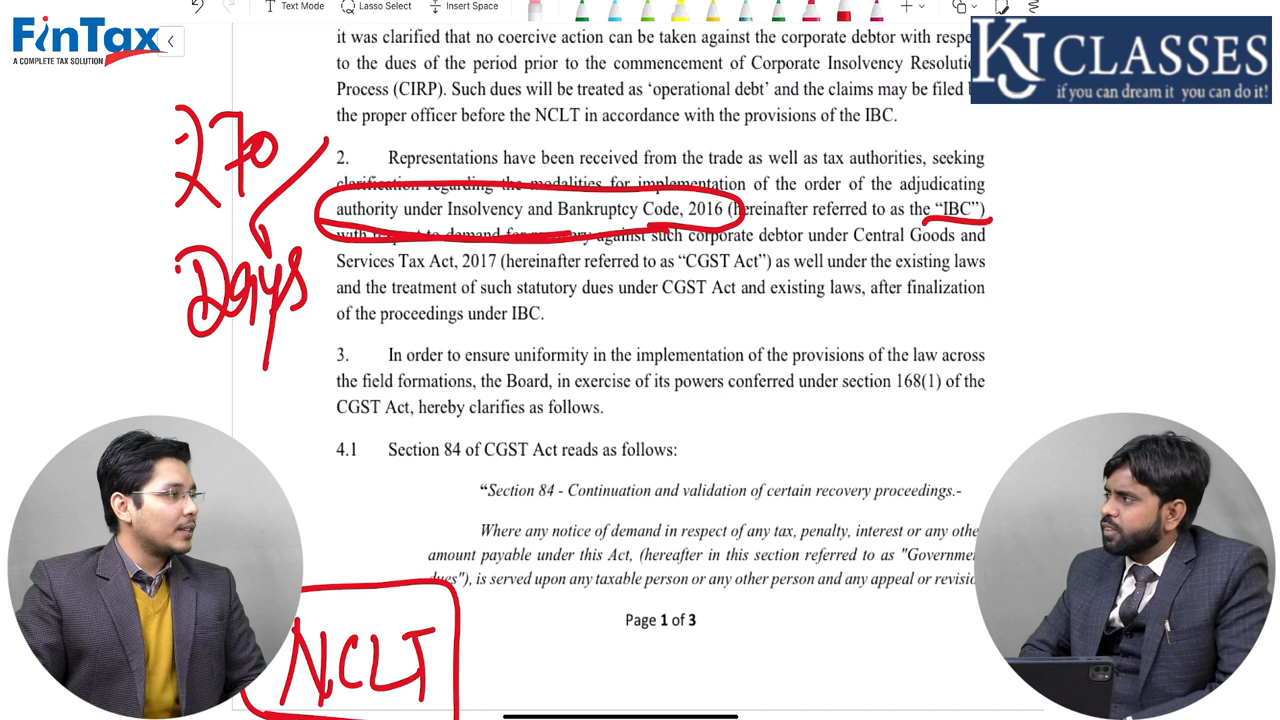 FinTax
A COMPLETE TAX SOLUTION
Text Mode
Lasso Select
Insert Space
KJ CLASSES
if you can dream it you can do it!
it was clarified that no coercive action can be taken against the corporate debtor with respe
to the dues of the period prior to the commencement of Corporate Insolvency Resolutio
Process (CIRP). Such dues will be treated as ‘operational debt’ and the claims may be filed b
the proper officer before the NCLT in accordance with the provisions of the IBC.
2. Representations have been received from the trade as well as tax authorities, seeking
clarification regarding the modalities for implementation of the order of the adjudicating
authority under Insolvency and Bankruptcy Code, 2016 (hereinafter referred to as the “IBC”)
with respect to demand for recovery against such corporate debtor under Central Goods and
Services Tax Act, 2017 (hereinafter referred to as “CGST Act”) as well under the existing laws
and the treatment of such statutory dues under CGST Act and existing laws, after finalization
of the proceedings under IBC.
3. In order to ensure uniformity in the implementation of the provisions of the law across
the field formations, the Board, in exercise of its powers conferred under section 168(1) of the
CGST Act, hereby clarifies as follows.
4.1 Section 84 of CGST Act reads as follows:
“Section 84 - Continuation and validation of certain recovery proceedings.-
Where any notice of demand in respect of any tax, penalty, interest or any othe
amount payable under this Act, (hereafter in this section referred to as "Governmen
dues"), is served upon any taxable person or any other person and any appeal or revisio
Page 1 of 3
270
Days
NCLT